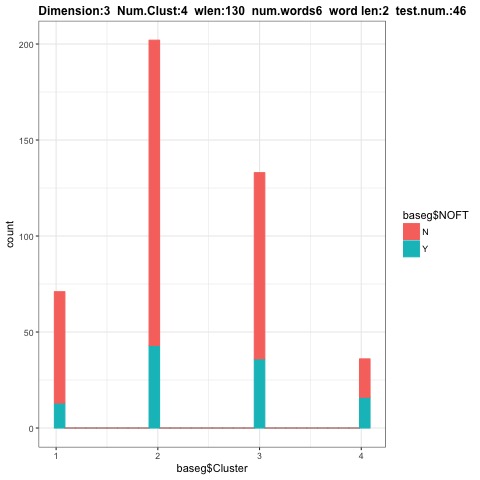 Dimension:3  Num.Clust:4  wlen:130  num.words6  word len:2  test.num.:46
200
150
100
50
0
count
1 2 3 4
baseg$Cluster
baseg$NOFT
N
Y